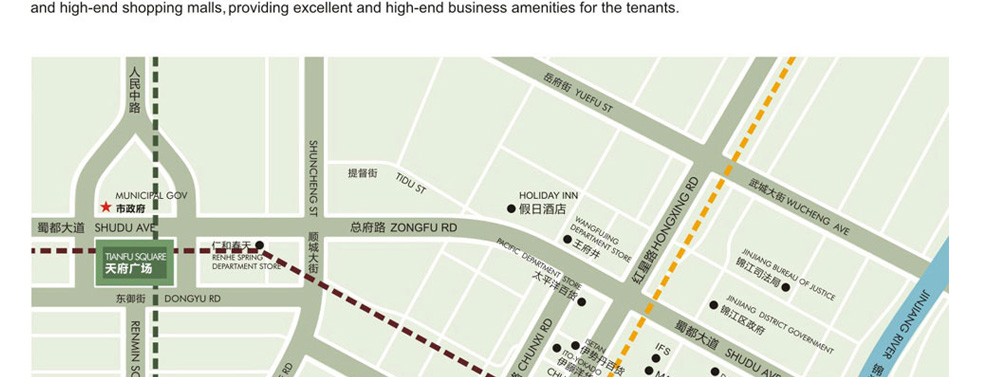 and high-end shopping malls, providing excellent and high-end business amenities for the tenants.
人民中路
岳府街 YUEFU ST
SHUNCHENG ST
顺城大街
提督街
TIDU ST
武城大街 WUCHENG AVE
MUNICIPAL GOV
市政府
HOLIDAY INN
假日酒店
红星路 HONGXING RD
蜀都大道 SHUDU AVE
总府路 ZONGFU RD
WANGFUJING
DEPARTMENT STORE
王府井
仁和春天
RENHE SPRING
DEPARTMENT STORE
TIANFU SQUARE
天府广场
PACIFIC DEPARTMENT STORE
太平洋百货
JINJIANG BUREAU OF JUSTICE
锦江司法局
东御街 DONGYU RD
JINJIANG DISTRICT GOVERNMENT
锦江区政府
JINJIANG RIVER
RENMIN
CHUNXI RD
蜀都大道 SHUDU AVE
ISETAN
伊势丹百货
ITO-YOKADO
IFS
RD